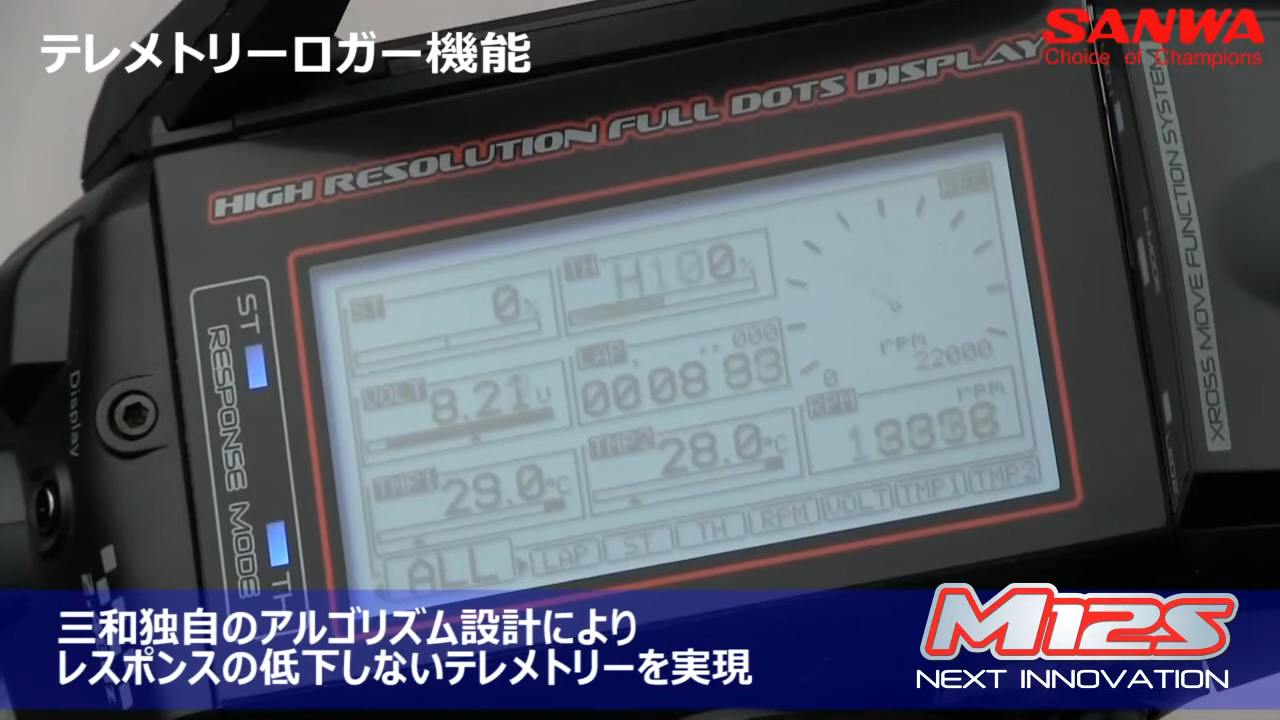 テレメトリーロガー機能
SANWA
Choice of Champions
HIGH RESOLUTION FULL DOTS DISPLAY
XROSS MOVE FUNCTION SYSTEM
REC
ST 0%
TH H100%
rpm
0 22000
VOLT 8.21V
LAP 000
000883
RPM rpm
TMP1 29.0°C
TMP2 28.0°C
ALL LAP ST TH RPM VOLT TMP1 TMP2
ST
RESPONSE MODE
TH
Display
三和独自のアルゴリズム設計により
レスポンスの低下しないテレメトリーを実現
M12S
NEXT INNOVATION